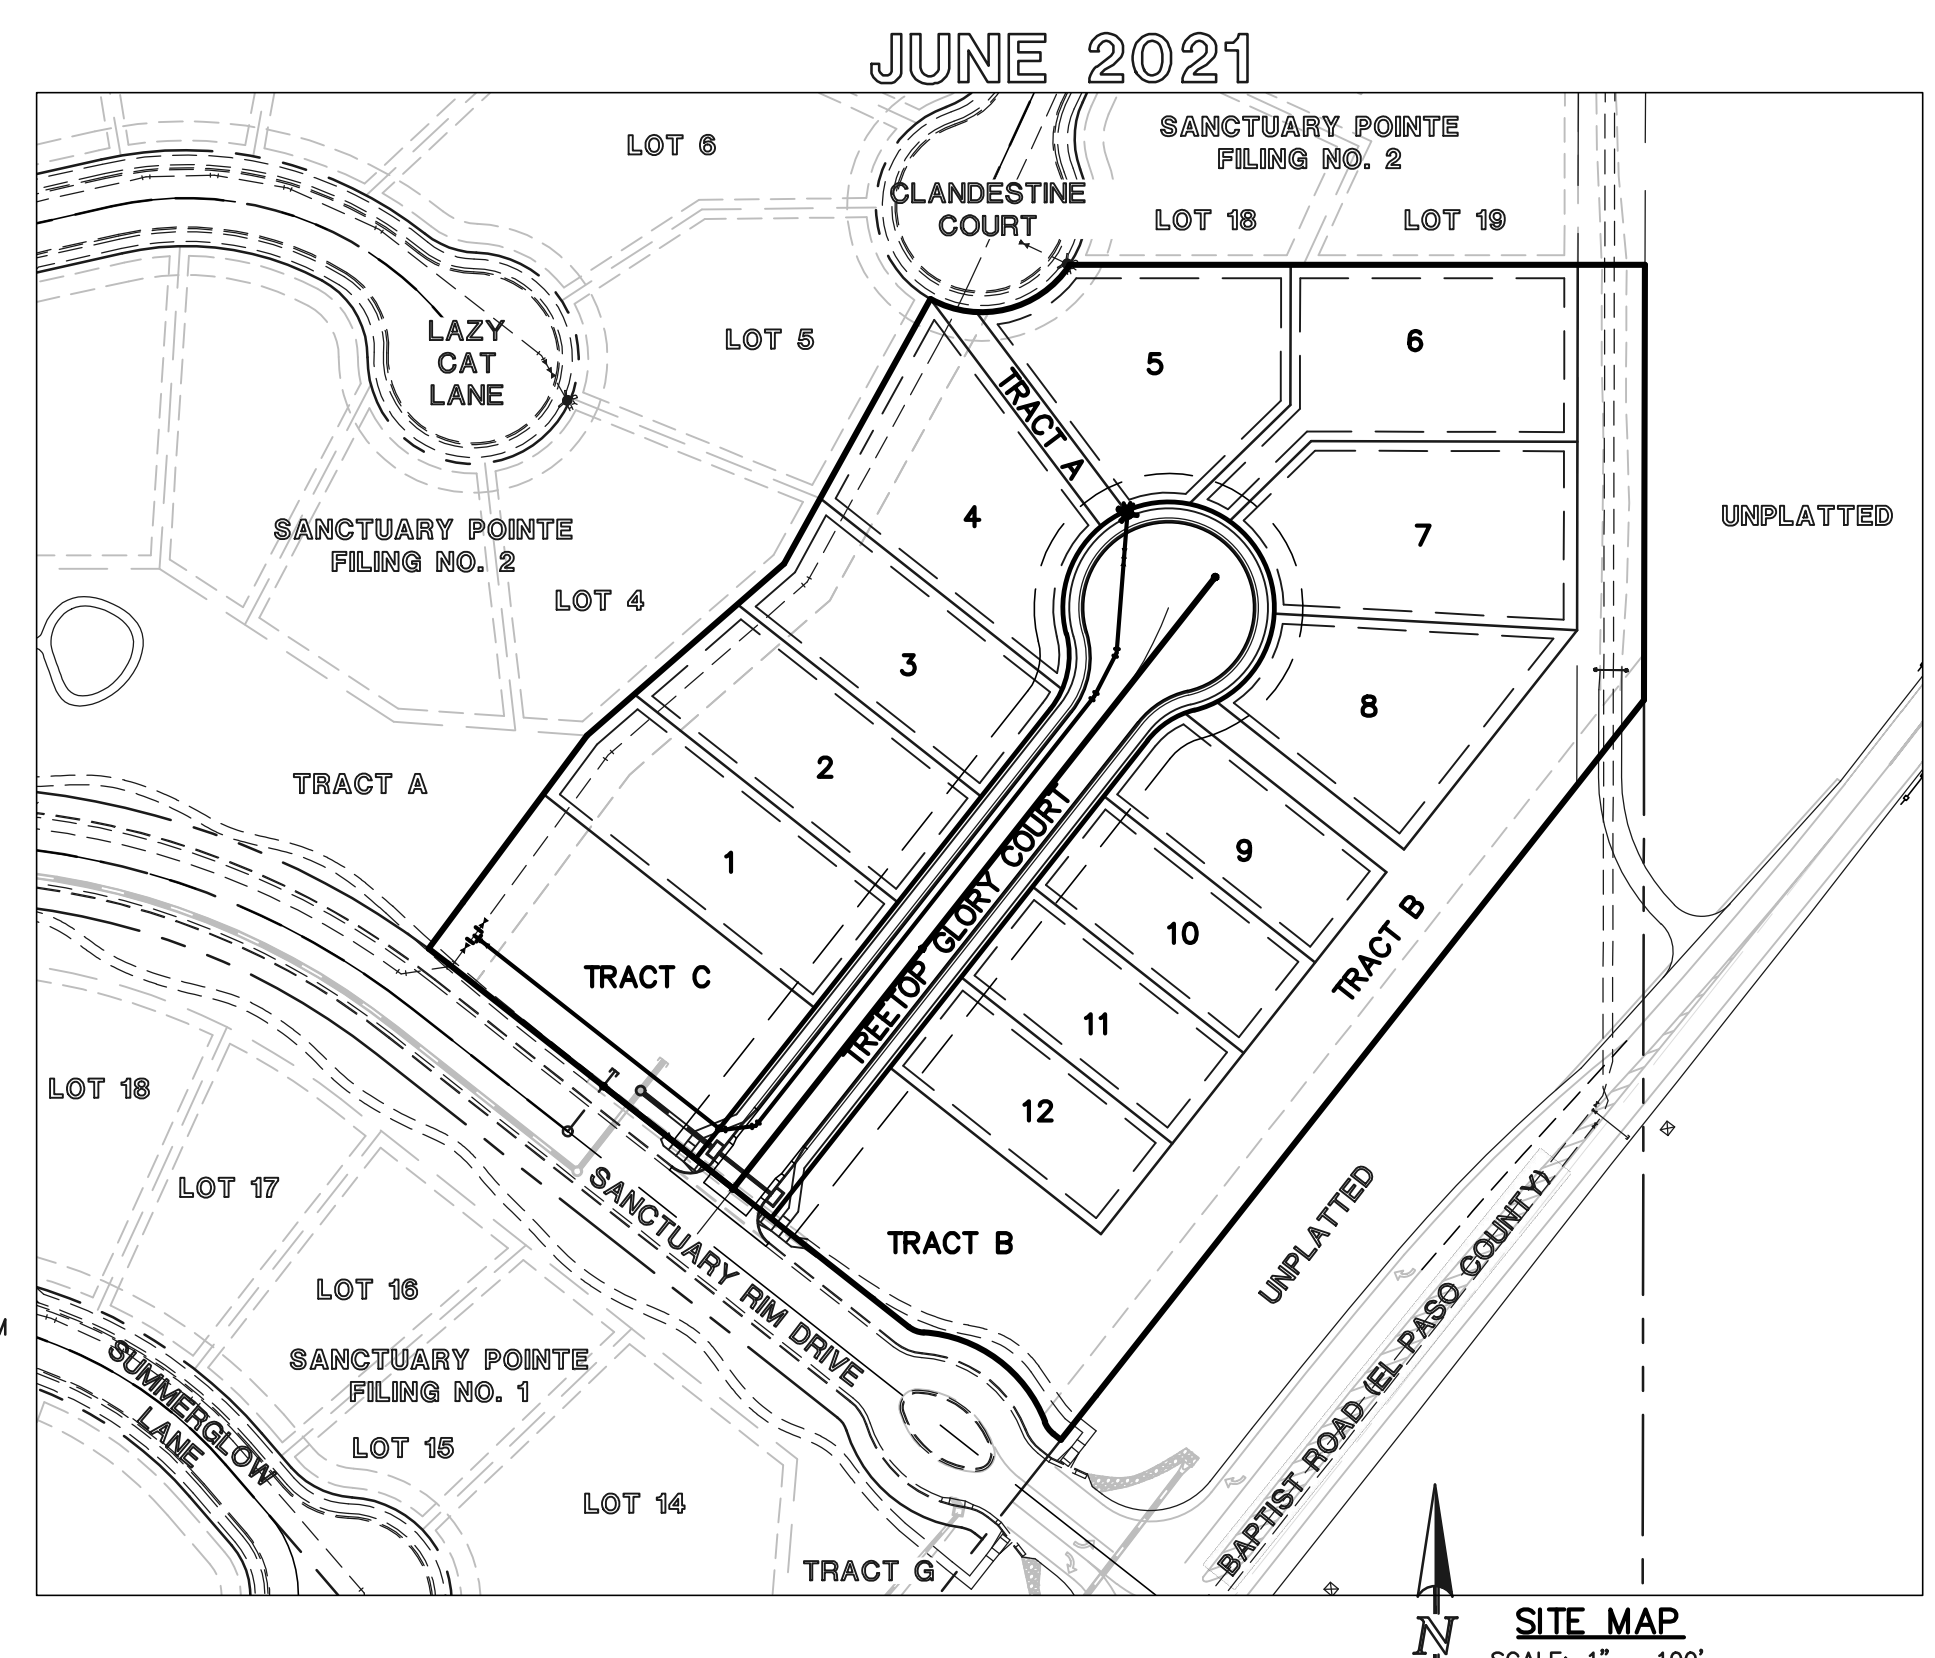 JUNE 2021
LOT 6
SANCTUARY POINTE
FILING NO. 2
CLANDESTINE
COURT
LOT 18
LOT 19
LAZY
CAT
LANE
LOT 5
5
6
TRACT A
4
7
UNPLATTED
SANCTUARY POINTE
FILING NO. 2
LOT 4
3
8
2
TRACT A
1
TREETOP GLORY COURT
9
10
TRACT B
TRACT C
11
12
LOT 18
LOT 17
TRACT B
UNPLATTED
SANCTUARY RIM DRIVE
LOT 16
SANCTUARY POINTE
FILING NO. 1
M
SUMMERGLOW
LANE
LOT 15
BAPTIST ROAD (EL PASO COUNTY)
LOT 14
TRACT G
N
SITE MAP